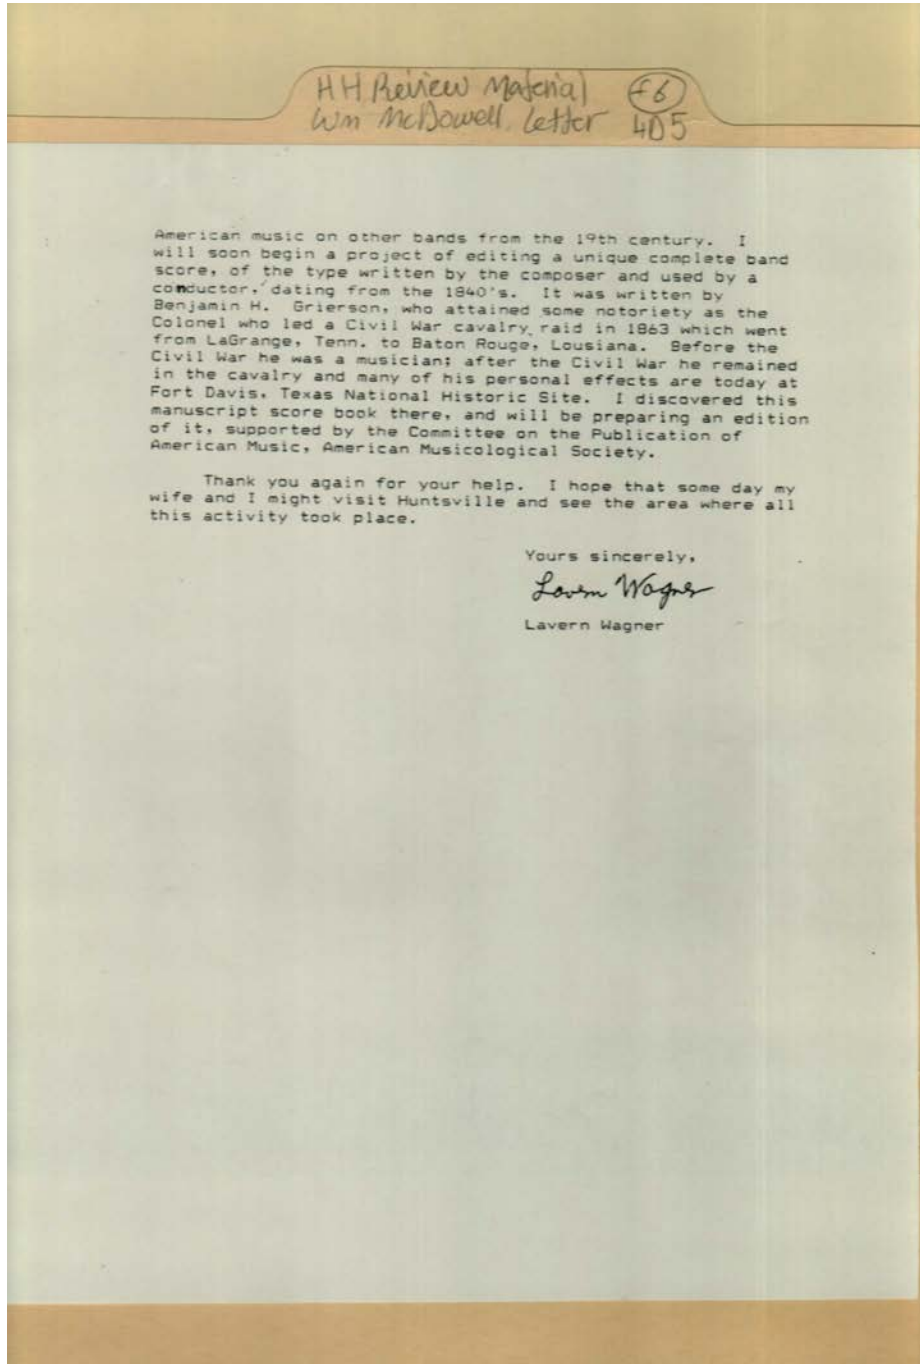 HH Review Material f6
Wm McDowell Letter 4D5
American music on other bands from the 19th century. I
will soon begin a project of editing a unique complete band
score, of the type written by the composer and used by a
conductor, dating from the 1840's. It was written by
Benjamin H. Grierson, who attained some notoriety as the
Colonel who led a Civil War cavalry raid in 1863 which went
from LaGrange, Tenn. to Baton Rouge, Lousiana. Before the
Civil War he was a musician; after the Civil War he remained
in the cavalry and many of his personal effects are today at
Fort Davis, Texas National Historic Site. I discovered this
manuscript score book there, and will be preparing an edition
of it, supported by the Committee on the Publication of
American Music, American Musicological Society.
Thank you again for your help. I hope that some day my
wife and I might visit Huntsville and see the area where all
this activity took place.
Yours sincerely,
Lavern Wagner
Lavern Wagner